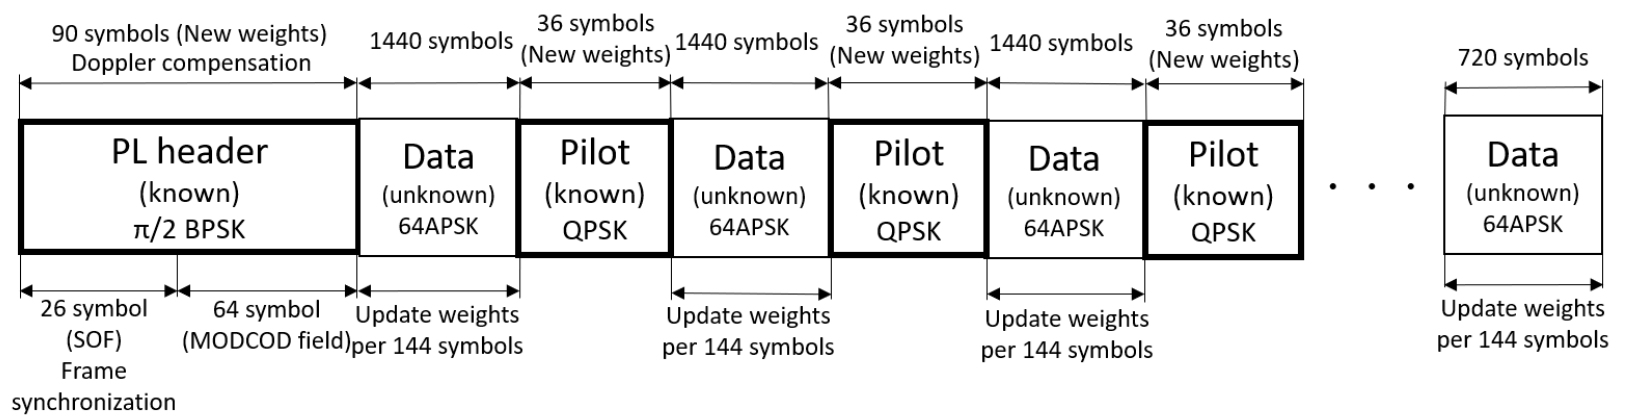 90 symbols (New weights)
Doppler compensation
1440 symbols
36 symbols
(New weights)
1440 symbols
36 symbols
(New weights)
1440 symbols
36 symbols
(New weights)
720 symbols
PL header
(known)
π/2 BPSK
Data
(unknown)
64APSK
Pilot
(known)
QPSK
Data
(unknown)
64APSK
Pilot
(known)
QPSK
Data
(unknown)
64APSK
Pilot
(known)
QPSK
· · ·
Data
(unknown)
64APSK
26 symbol
(SOF)
Frame
synchronization
64 symbol
(MODCOD field)
Update weights
per 144 symbols
Update weights
per 144 symbols
Update weights
per 144 symbols
Update weights
per 144 symbols